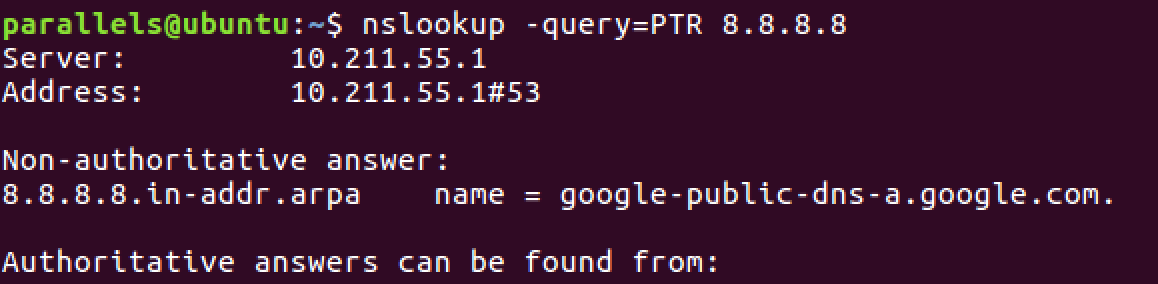 parallels@ubuntu:~$ nslookup -query=PTR 8.8.8.8
Server:         10.211.55.1
Address:        10.211.55.1#53

Non-authoritative answer:
8.8.8.8.in-addr.arpa    name = google-public-dns-a.google.com.

Authoritative answers can be found from: